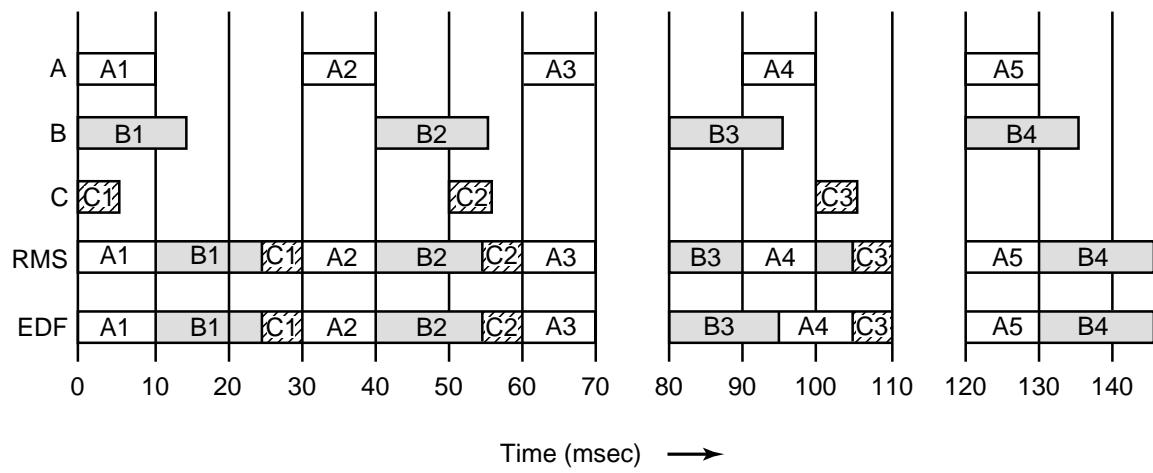 A A1 A2 A3 A4 A5
B B1 B2 B3 B4
C C1 C2 C3
RMS A1 B1 C1 A2 B2 C2 A3 B3 A4 C3 A5 B4
EDF A1 B1 C1 A2 B2 C2 A3 B3 A4 C3 A5 B4
0 10 20 30 40 50 60 70 80 90 100 110 120 130 140
Time (msec)